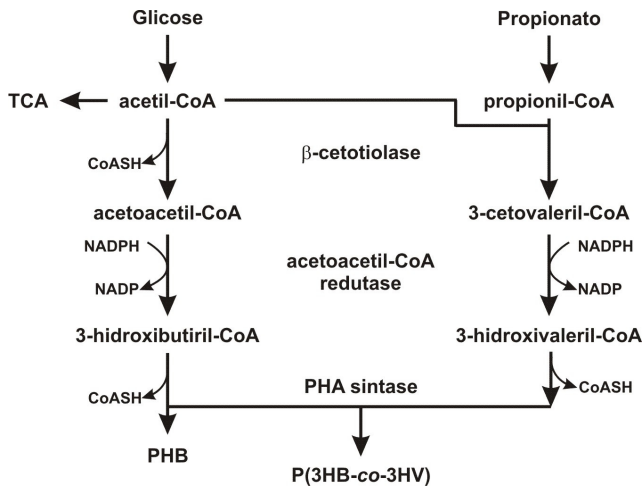 Glicose
Propionato
TCA
acetil-CoA
propionil-CoA
CoASH
β-cetotiolase
acetoacetil-CoA
3-cetovaleril-CoA
NADPH
NADPH
acetoacetil-CoA
redutase
NADP
NADP
3-hidroxibutiril-CoA
3-hidroxivaleril-CoA
CoASH
PHA sintase
CoASH
PHB
P(3HB-co-3HV)